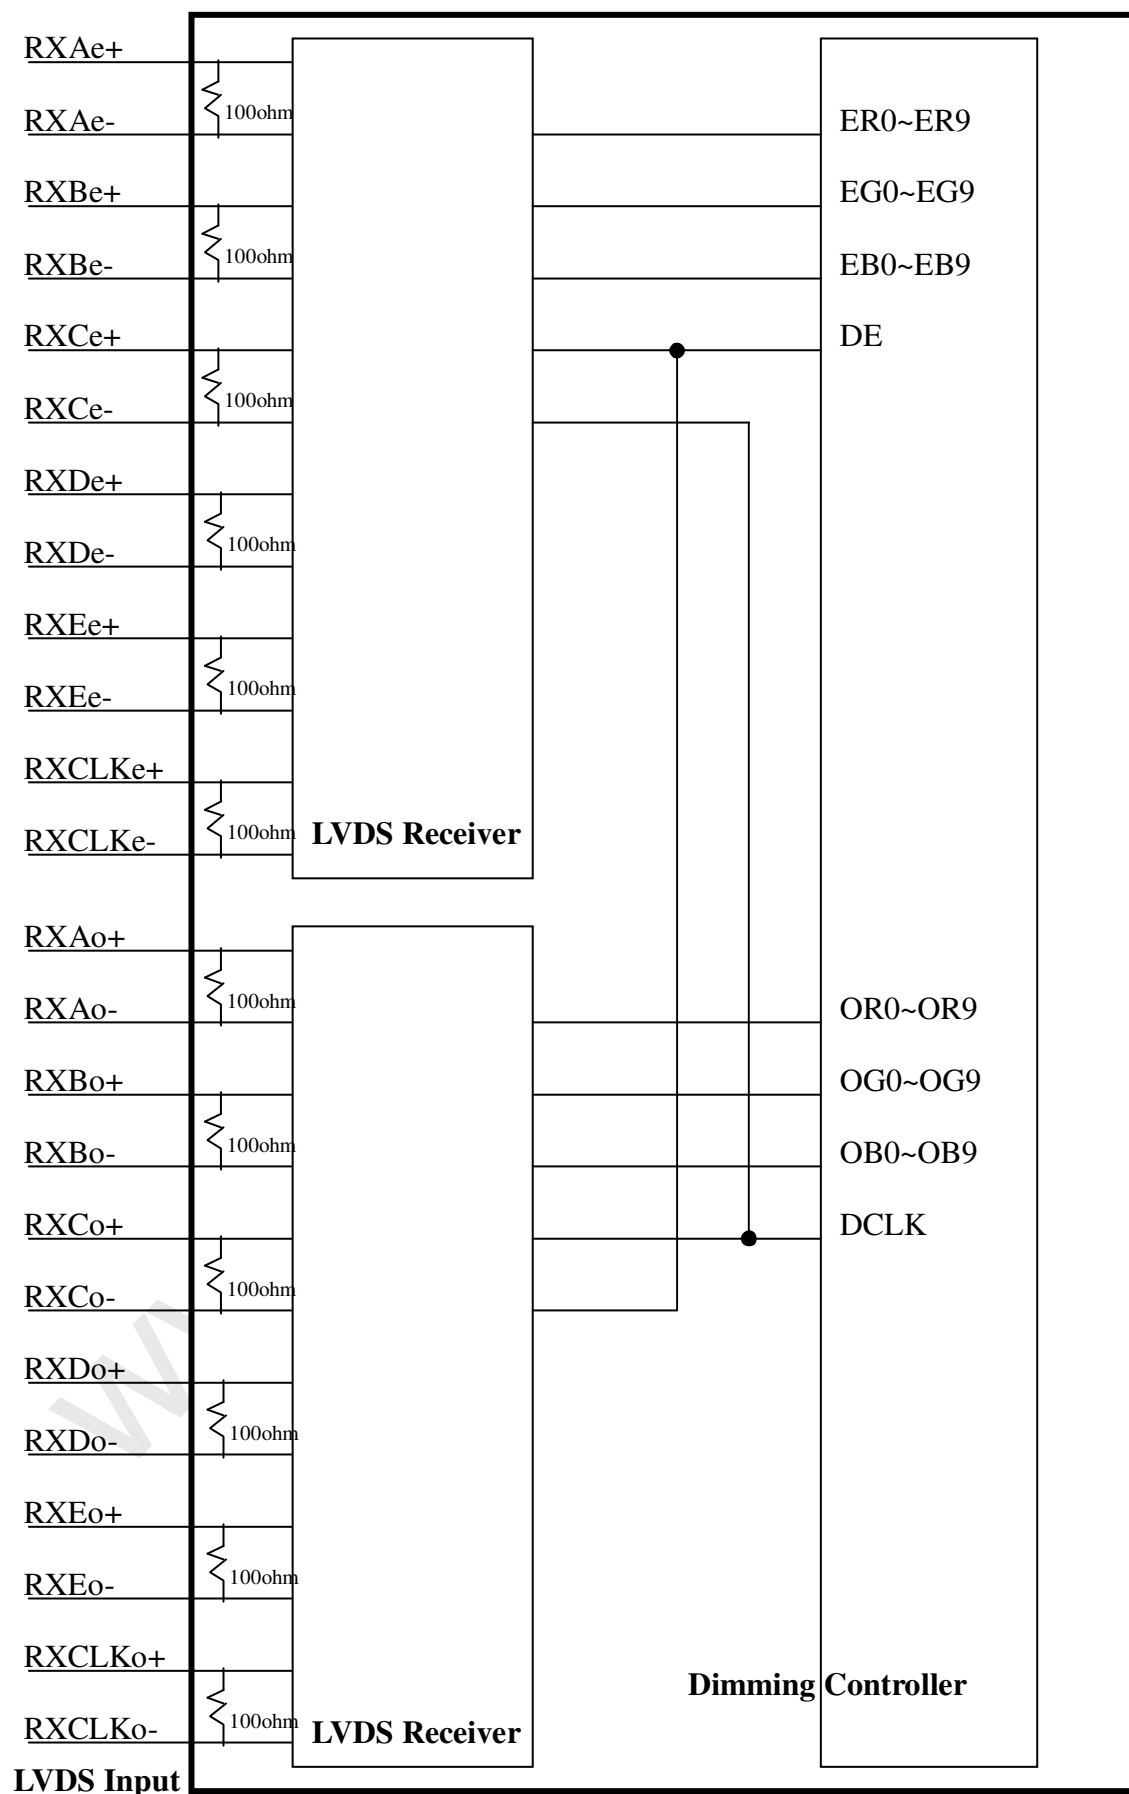 RXAe+
100ohm
RXAe-
ER0~ER9
RXBe+
EG0~EG9
100ohm
RXBe-
EB0~EB9
RXCe+
DE
100ohm
RXCe-
RXDe+
100ohm
RXDe-
RXEe+
100ohm
RXEe-
RXCLKe+
100ohm
LVDS Receiver
RXCLKe-
RXAo+
100ohm
RXAo-
OR0~OR9
RXBo+
OG0~OG9
100ohm
RXBo-
OB0~OB9
RXCo+
DCLK
100ohm
RXCo-
RXDo+
100ohm
RXDo-
RXEo+
100ohm
RXEo-
RXCLKo+
Dimming Controller
100ohm
RXCLKo-
LVDS Receiver
LVDS Input